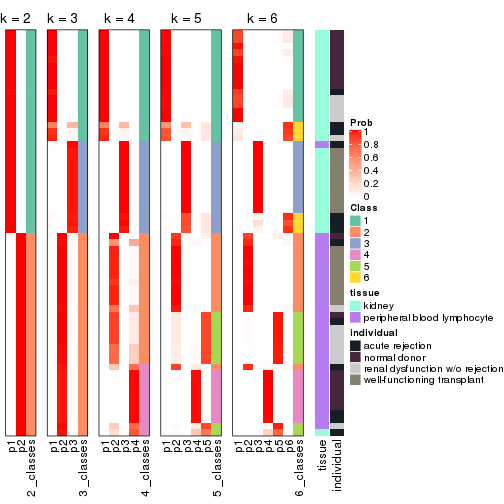 k = 2
k = 3
k = 4
k = 5
k = 6
p1
p2
2_classes
p1
p2
p3
3_classes
p1
p2
p3
p4
4_classes
p1
p2
p3
p4
p5
5_classes
p1
p2
p3
p4
p5
p6
6_classes
tissue
individual
Prob
1
0.8
0.6
0.4
0.2
0
Class
1
2
3
4
5
6
tissue
kidney
peripheral blood lymphocyte
individual
acute rejection
normal donor
renal dysfunction w/o rejection
well-functioning transplant